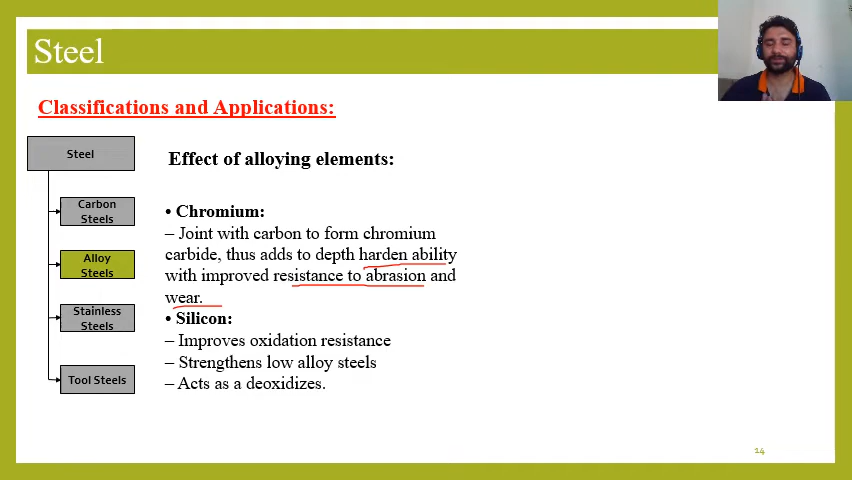 Steel
Classifications and Applications:
Steel
Carbon
Steels
Alloy
Steels
Stainless
Steels
Tool Steels
Effect of alloying elements:
• Chromium:
– Joint with carbon to form chromium
carbide, thus adds to depth harden ability
with improved resistance to abrasion and
wear.
• Silicon:
– Improves oxidation resistance
– Strengthens low alloy steels
– Acts as a deoxidizes.
14